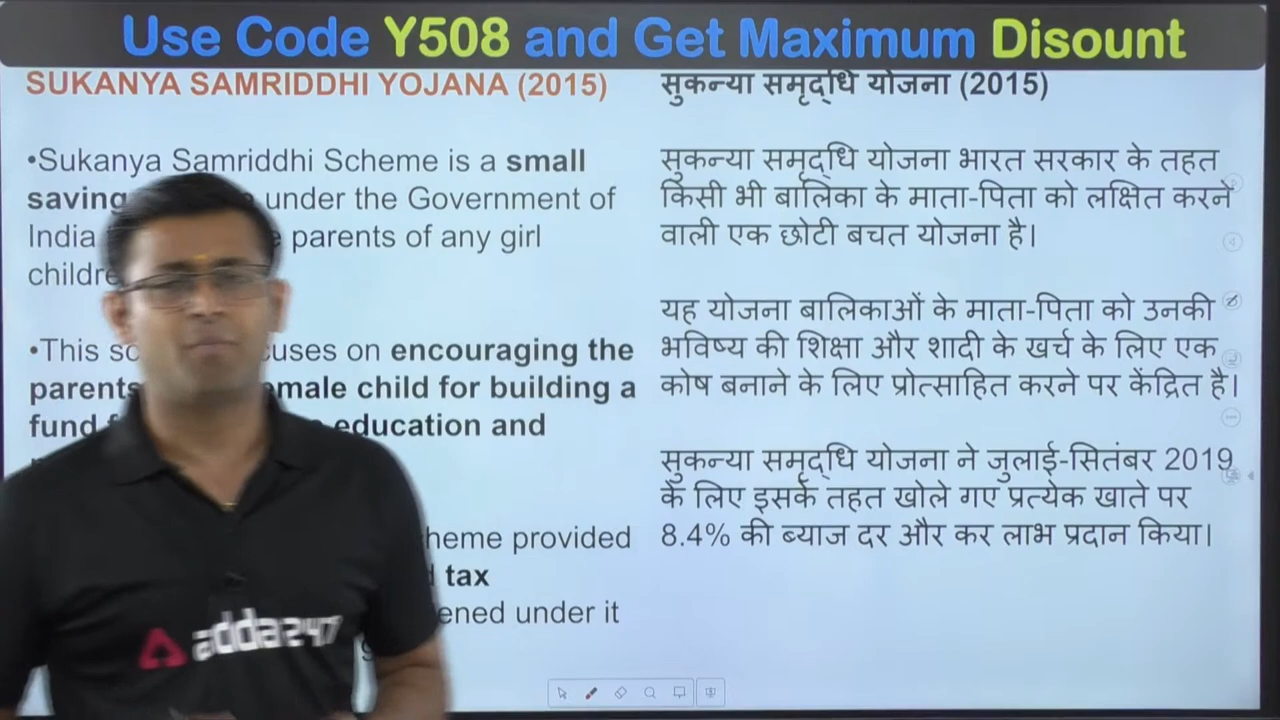 Use Code Y508 and Get Maximum Disount
SUKANYA SAMRIDDHI YOJANA (2015)
•Sukanya Samriddhi Scheme is a small
saving under the Government of
India parents of any girl
•This on encouraging the
parents child for building a
fund education and
provided
tax
under it
सुकन्या समृद्धि योजना (2015)
सुकन्या समृद्धि योजना भारत सरकार के तहत
किसी भी बालिका के माता-पिता को लक्षित करने
वाली एक छोटी बचत योजना है।
यह योजना बालिकाओं के माता-पिता को उनकी
भविष्य की शिक्षा और शादी के खर्च के लिए एक
कोष बनाने के लिए प्रोत्साहित करने पर केंद्रित है।
सुकन्या समृद्धि योजना ने जुलाई-सितंबर 2019
के लिए इसके तहत खोले गए प्रत्येक खाते पर
8.4% की ब्याज दर और कर लाभ प्रदान किया।
adda247